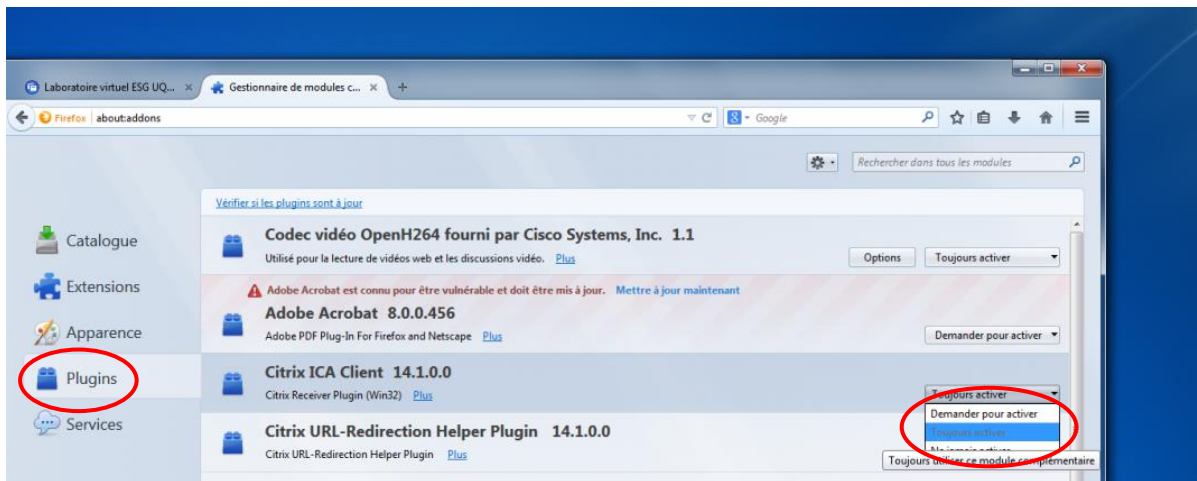 Laboratoire virtuel ESG UQ...
Gestionnaire de modules c...
Firefox about:addons
Google
Rechercher dans tous les modules
Vérifier si les plugins sont à jour
Catalogue
Extensions
Apparence
Plugins
Services
Codec vidéo OpenH264 fourni par Cisco Systems, Inc. 1.1
Utilisé pour la lecture de vidéos web et les discussions vidéo. Plus
Options
Toujours activer
Adobe Acrobat est connu pour être vulnérable et doit être mis à jour. Mettre à jour maintenant
Adobe Acrobat 8.0.0.456
Adobe PDF Plug-In For Firefox and Netscape Plus
Demander pour activer
Citrix ICA Client 14.1.0.0
Citrix Receiver Plugin (Win32) Plus
Toujours activer
Demander pour activer
Toujours activer
Ne jamais activer
Citrix URL-Redirection Helper Plugin 14.1.0.0
Citrix URL-Redirection Helper Plugin Plus
Toujours utiliser ce module complémentaire